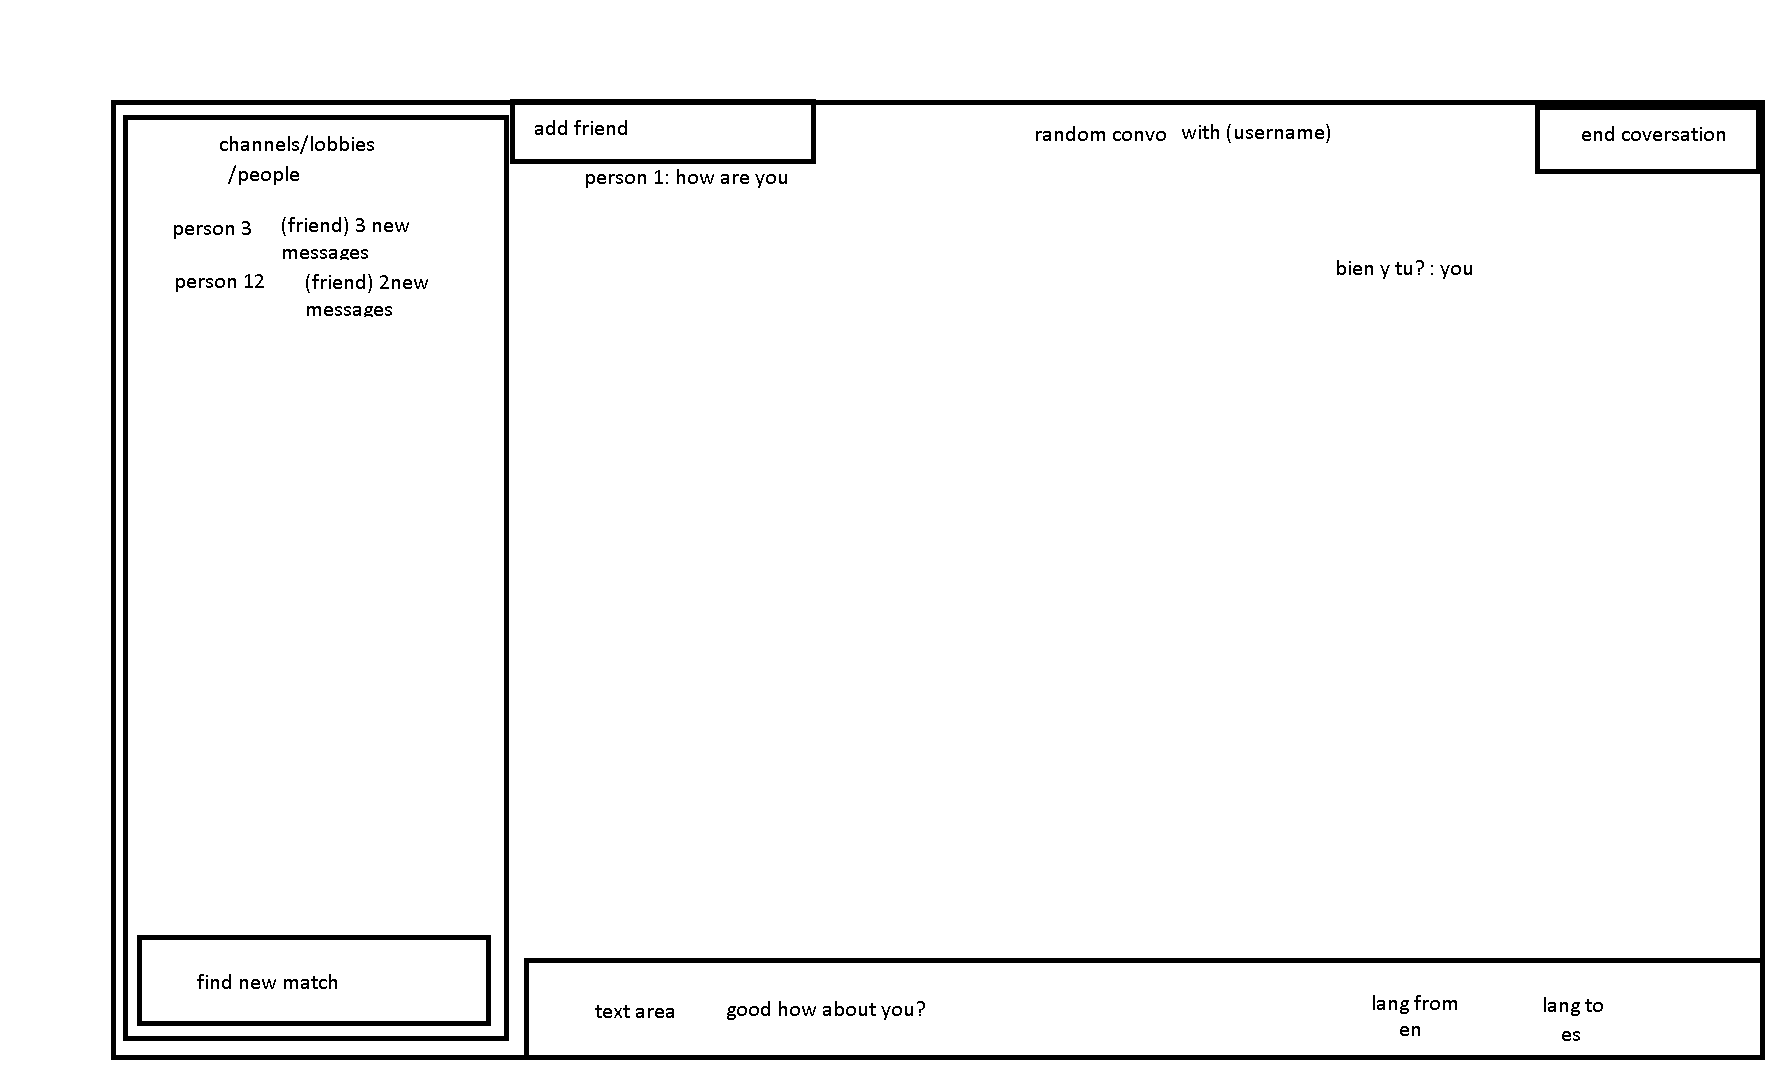 channels/lobbies
/people
person 3 (friend) 3 new
messages
person 12 (friend) 2new
messages
find new match
add friend
random convo with (username)
end coversation
person 1: how are you
bien y tu? : you
text area good how about you?
lang from
en
lang to
es